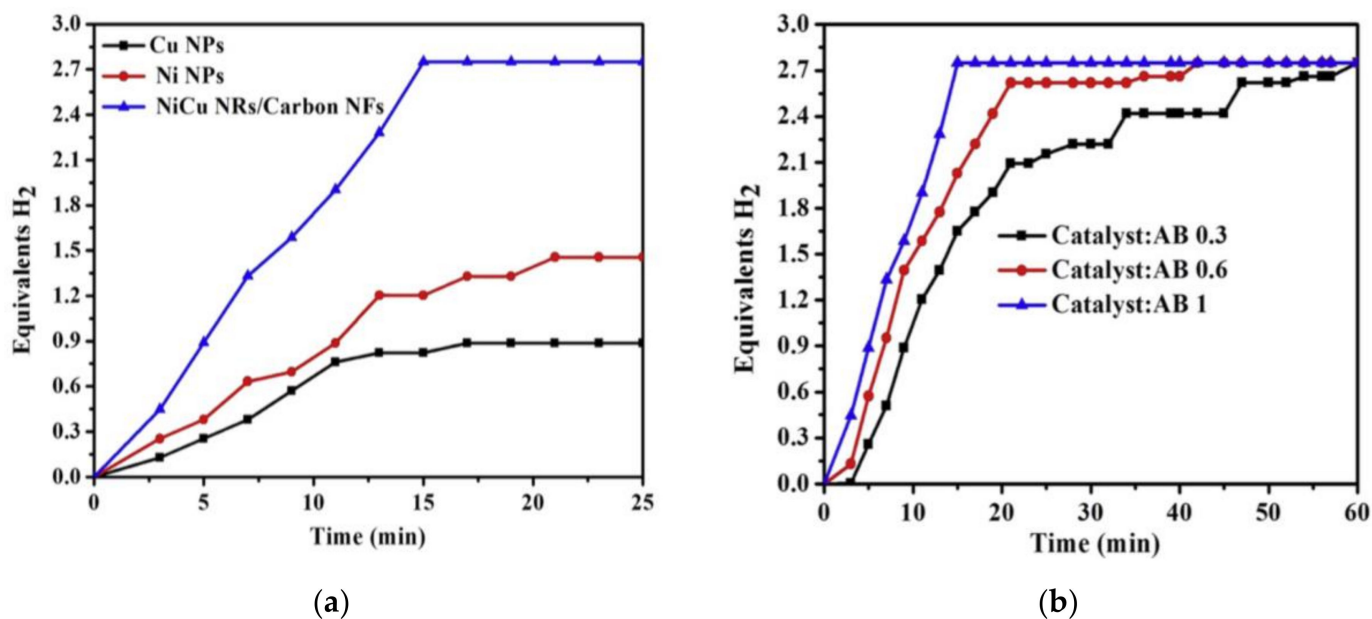 3.0
2.7
2.4
2.1
1.8
1.5
1.2
0.9
0.6
0.3
0.0
Equivalents H2
Cu NPs
Ni NPs
NiCu NRs/Carbon NFs
0 5 10 15 20 25
Time (min)
(a)
3.0
2.7
2.4
2.1
1.8
1.5
1.2
0.9
0.6
0.3
0.0
Equivalents H2
Catalyst:AB 0.3
Catalyst:AB 0.6
Catalyst:AB 1
0 10 20 30 40 50 60
Time (min)
(b)